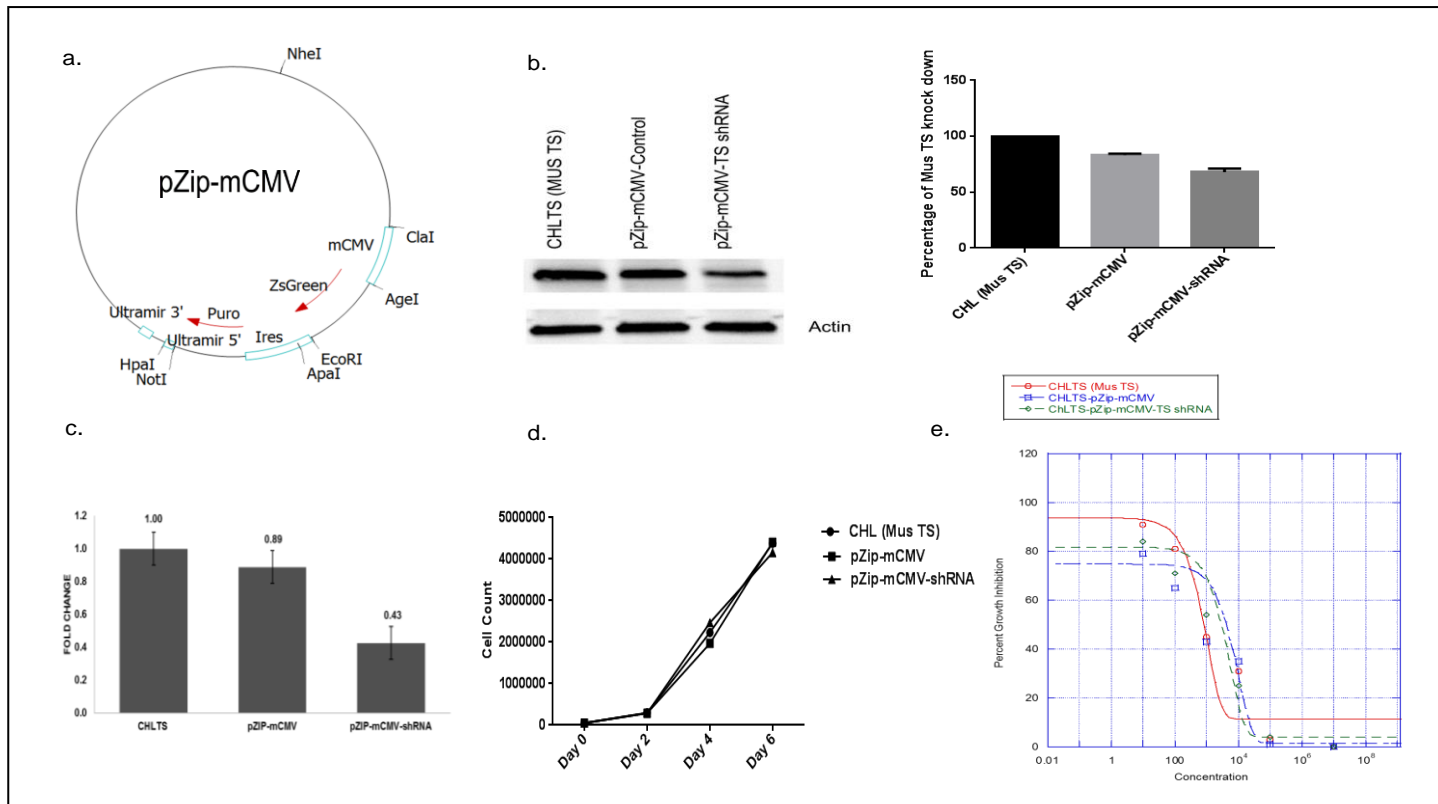 a.
NheI
pZip-mCMV
mCMV
ClaI
ZsGreen
AgeI
Ultramir 3'
Puro
Ultramir 5'
Ires
EcoRI
HpaI
ApaI
NotI
b.
CHLTS (MUS TS)
pZip-mCMV-Control
pZip-mCMV-TS shRNA
Actin
Percentage of Mus TS knock down
150
100
50
0
CHL (Mus TS)
pZip-mCMV
pZip-mCMV-shRNA
c.
FOLD CHANGE
1.2
1.0
0.8
0.6
0.4
0.2
0.0
1.00
0.89
0.43
CHLTS
pZIP-mCMV
pZIP-mCMV-shRNA
d.
Cell Count
5000000
4000000
3000000
2000000
1000000
0
Day 0
Day 2
Day 4
Day 6
CHL (Mus TS)
pZip-mCMV
pZip-mCMV-shRNA
CHLTS (Mus TS)
CHLTS-pZip-mCMV
ChLTS-pZip-mCMV-TS shRNA
e.
Percent Growth Inhibition
120
100
80
60
40
20
0
0.01
1
100
10⁴
10⁶
10⁸
Concentration